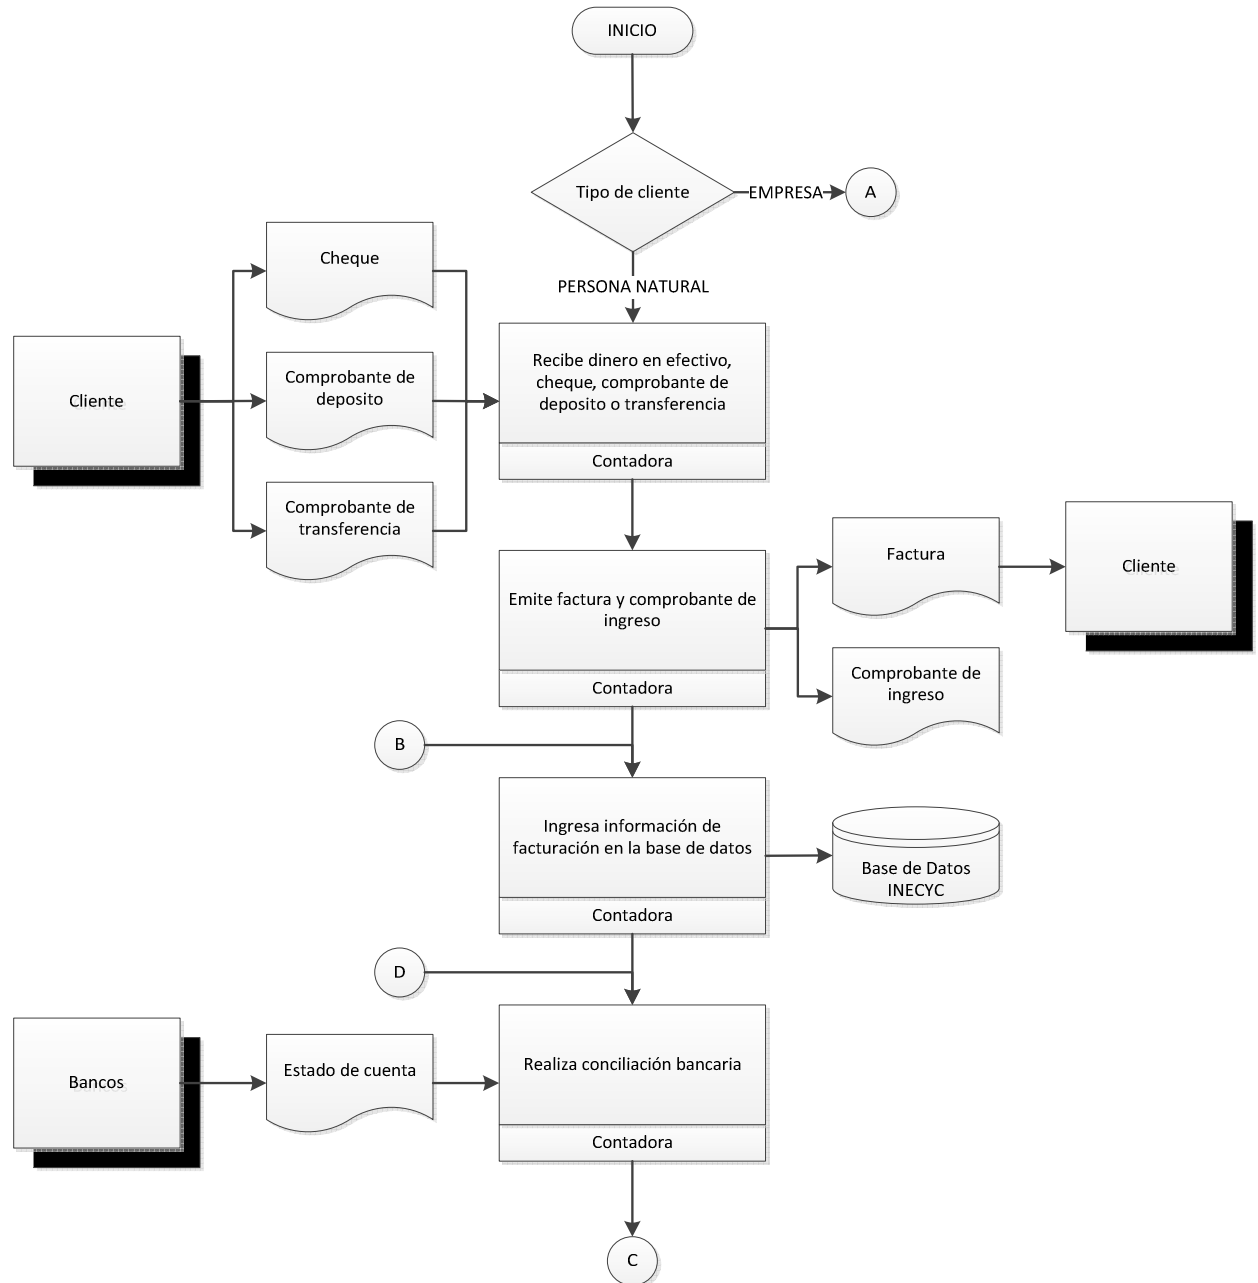 INICIO
Tipo de cliente
EMPRESA
A
PERSONA NATURAL
Cheque
Cliente
Comprobante de
deposito
Comprobante de
transferencia
Recibe dinero en efectivo,
cheque, comprobante de
deposito o transferencia
Contadora
Emite factura y comprobante de
ingreso
Contadora
Factura
Cliente
Comprobante de
ingreso
B
Ingresa información de
facturación en la base de datos
Contadora
Base de Datos
INECYC
D
Bancos
Estado de cuenta
Realiza conciliación bancaria
Contadora
C